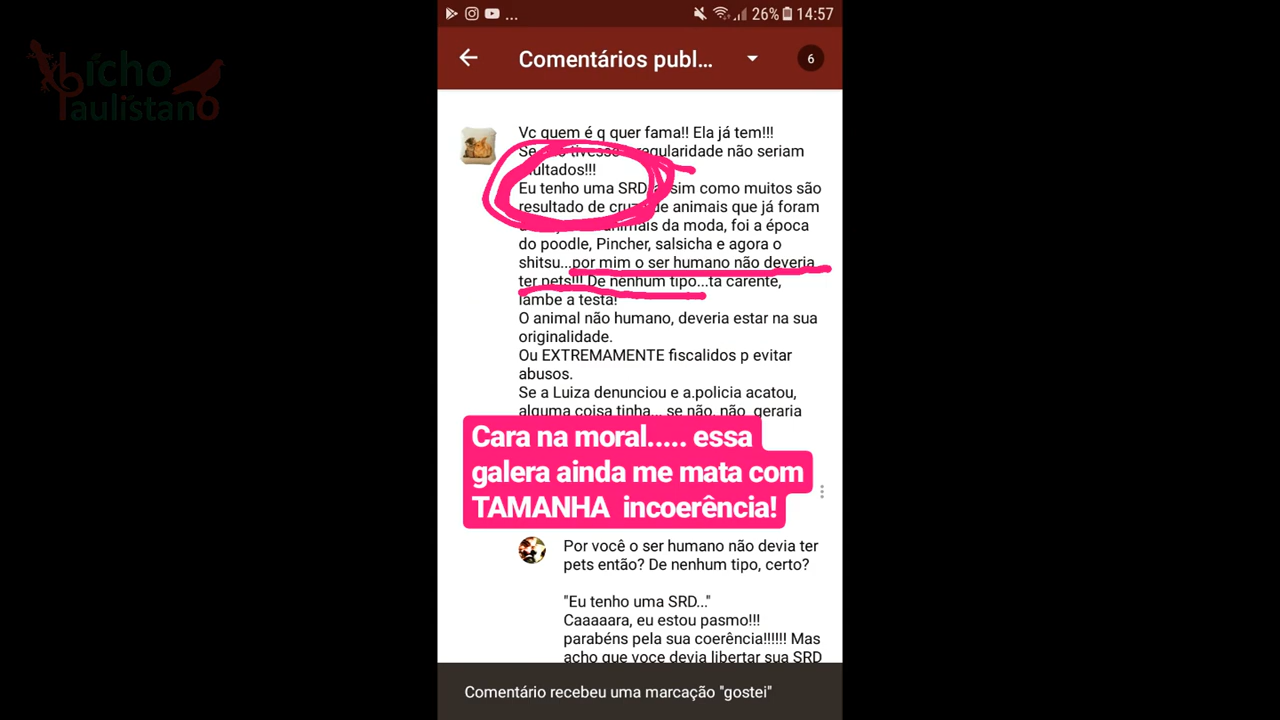 bicho
Paulistano
...
26%
14:57
Comentários publ...
6
Vc quem é q quer fama!! Ela já tem!!!
Se não tivesse irregularidade não seriam
multados!!!
Eu tenho uma SRD, assim como muitos são
resultado de cruza de animais que já foram
animais da moda, foi a época
do poodle, Pincher, salsicha e agora o
shitsu...por mim o ser humano não deveria
ter pets!!! De nenhum tipo...ta carente,
lambe a testa!
O animal não humano, deveria estar na sua
originalidade.
Ou EXTREMAMENTE fiscalidos p evitar
abusos.
Se a Luiza denunciou e a.policia acatou,
alguma coisa tinha... se não, não geraria
Cara na moral..... essa
galera ainda me mata com
TAMANHA incoerência!
Por você o ser humano não devia ter
pets então? De nenhum tipo, certo?
"Eu tenho uma SRD..."
Caaaaara, eu estou pasmo!!!
parabéns pela sua coerência!!!!!! Mas
acho que voce devia libertar sua SRD
Comentário recebeu uma marcação "gostei"